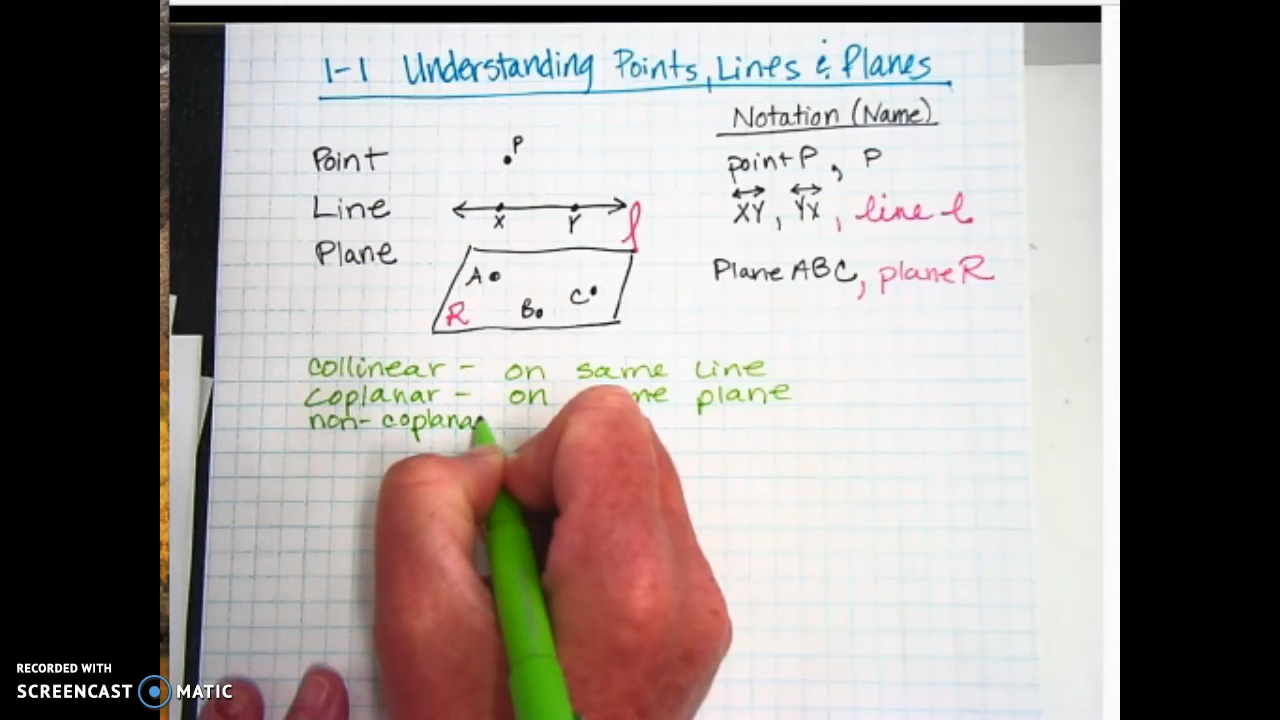 1-1 Understanding Points, Lines & Planes
Notation (Name)
Point
P
point P, P
Line
X Y l
XY, YX, line l
Plane
A B C R
Plane ABC, plane R
collinear - on same line
coplanar - on plane
non-coplana
RECORDED WITH
SCREENCAST MATIC